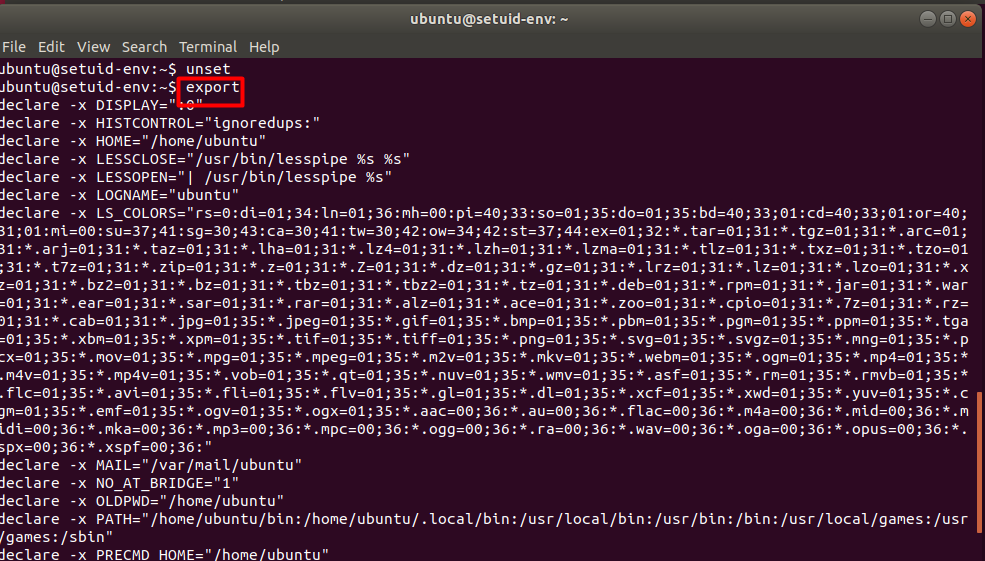 ubuntu@setuid-env: ~
File Edit View Search Terminal Help
ubuntu@setuid-env:~$ unset
ubuntu@setuid-env:~$ export
declare -x DISPLAY=":0"
declare -x HISTCONTROL="ignoredups:"
declare -x HOME="/home/ubuntu"
declare -x LESSCLOSE="/usr/bin/lesspipe %s %s"
declare -x LESSOPEN="| /usr/bin/lesspipe %s"
declare -x LOGNAME="ubuntu"
declare -x LS_COLORS="rs=0:di=01;34:ln=01;36:mh=00:pi=40;33:so=01;35:do=01;35:bd=40;33;01:cd=40;33;01:or=40;
31;01:mi=00:su=37;41:sg=30;43:ca=30;41:tw=30;42:ow=34;42:st=37;44:ex=01;32:*.tar=01;31:*.tgz=01;31:*.arc=01;
31:*.arj=01;31:*.taz=01;31:*.lha=01;31:*.lz4=01;31:*.lzh=01;31:*.lzma=01;31:*.tlz=01;31:*.txz=01;31:*.tzo=01
;31:*.t7z=01;31:*.zip=01;31:*.z=01;31:*.Z=01;31:*.dz=01;31:*.gz=01;31:*.lrz=01;31:*.lz=01;31:*.lzo=01;31:*.x
z=01;31:*.bz2=01;31:*.bz=01;31:*.tbz=01;31:*.tbz2=01;31:*.tz=01;31:*.deb=01;31:*.rpm=01;31:*.jar=01;31:*.war
=01;31:*.ear=01;31:*.sar=01;31:*.rar=01;31:*.alz=01;31:*.ace=01;31:*.zoo=01;31:*.cpio=01;31:*.7z=01;31:*.rz=
01;31:*.cab=01;31:*.jpg=01;35:*.jpeg=01;35:*.gif=01;35:*.bmp=01;35:*.pbm=01;35:*.pgm=01;35:*.ppm=01;35:*.tga
=01;35:*.xbm=01;35:*.xpm=01;35:*.tif=01;35:*.tiff=01;35:*.png=01;35:*.svg=01;35:*.svgz=01;35:*.mng=01;35:*.p
cx=01;35:*.mov=01;35:*.mpg=01;35:*.mpeg=01;35:*.m2v=01;35:*.mkv=01;35:*.webm=01;35:*.ogm=01;35:*.mp4=01;35:*
.m4v=01;35:*.mp4v=01;35:*.vob=01;35:*.qt=01;35:*.nuv=01;35:*.wmv=01;35:*.asf=01;35:*.rm=01;35:*.rmvb=01;35:*
.flc=01;35:*.avi=01;35:*.fli=01;35:*.flv=01;35:*.gl=01;35:*.dl=01;35:*.xcf=01;35:*.xwd=01;35:*.yuv=01;35:*.c
gm=01;35:*.emf=01;35:*.ogv=01;35:*.ogx=01;35:*.aac=00;36:*.au=00;36:*.flac=00;36:*.m4a=00;36:*.mid=00;36:*.m
idi=00;36:*.mka=00;36:*.mp3=00;36:*.mpc=00;36:*.ogg=00;36:*.ra=00;36:*.wav=00;36:*.oga=00;36:*.opus=00;36:*.
spx=00;36:*.xspf=00;36:"
declare -x MAIL="/var/mail/ubuntu"
declare -x NO_AT_BRIDGE="1"
declare -x OLDPWD="/home/ubuntu"
declare -x PATH="/home/ubuntu/bin:/home/ubuntu/.local/bin:/usr/local/bin:/usr/bin:/bin:/usr/local/games:/usr
/games:/sbin"
declare -x PRECMD_HOME="/home/ubuntu"